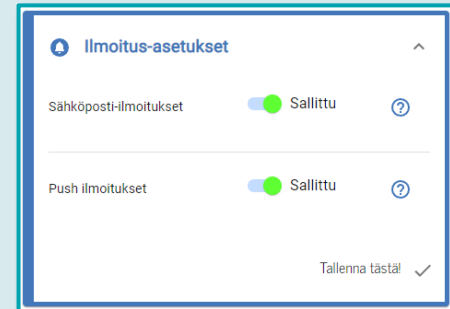 Ilmoitus-asetukset
Sähköposti-ilmoitukset Sallittu
Push ilmoitukset Sallittu
Tallenna tästä!